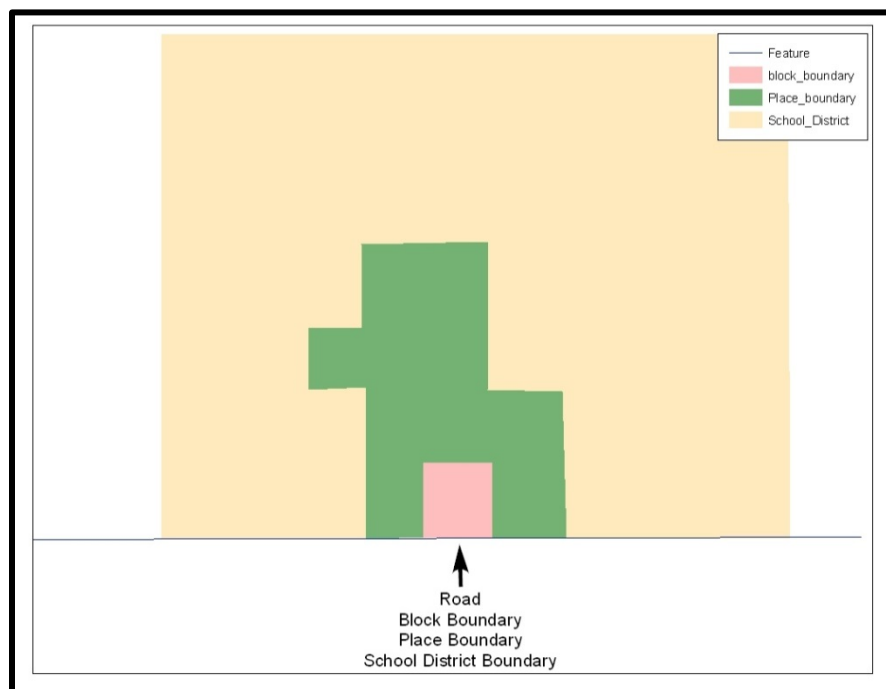 Feature
block_boundary
Place_boundary
School_District
Road
Block Boundary
Place Boundary
School District Boundary